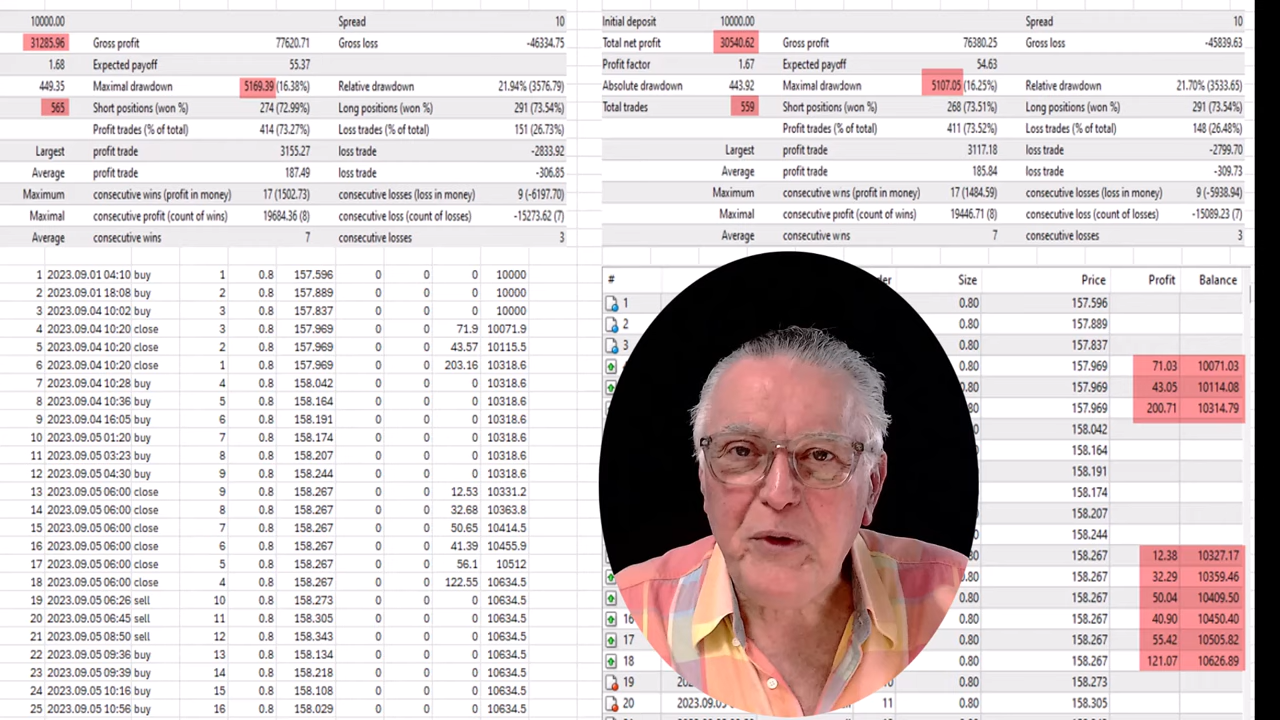 10000.00 Spread 10
31285.96 Gross profit 77620.71 Gross loss -46334.75
1.68 Expected payoff 55.37
449.35 Maximal drawdown 5169.39 (16.38%) Relative drawdown 21.94% (3576.79)
565 Short positions (won %) 274 (72.99%) Long positions (won %) 291 (73.54%)
Profit trades (% of total) 414 (73.27%) Loss trades (% of total) 151 (26.73%)
Largest profit trade 3155.27 loss trade -2833.92
Average profit trade 187.49 loss trade -306.85
Maximum consecutive wins (profit in money) 17 (1502.73) consecutive losses (loss in money) 9 (-6197.70)
Maximal consecutive profit (count of wins) 19684.36 (8) consecutive loss (count of losses) -15273.62 (7)
Average consecutive wins 7 consecutive losses 3
1 2023.09.01 04:10 buy 1 0.8 157.596 0 0 0 10000
2 2023.09.01 18:08 buy 2 0.8 157.889 0 0 0 10000
3 2023.09.04 10:02 buy 3 0.8 157.837 0 0 0 10000
4 2023.09.04 10:20 close 3 0.8 157.969 0 0 71.9 10071.9
5 2023.09.04 10:20 close 2 0.8 157.969 0 0 43.57 10115.5
6 2023.09.04 10:20 close 1 0.8 157.969 0 0 203.16 10318.6
7 2023.09.04 10:28 buy 4 0.8 158.042 0 0 0 10318.6
8 2023.09.04 10:36 buy 5 0.8 158.164 0 0 0 10318.6
9 2023.09.04 16:05 buy 6 0.8 158.191 0 0 0 10318.6
10 2023.09.05 01:20 buy 7 0.8 158.174 0 0 0 10318.6
11 2023.09.05 03:23 buy 8 0.8 158.207 0 0 0 10318.6
12 2023.09.05 04:30 buy 9 0.8 158.244 0 0 0 10318.6
13 2023.09.05 06:00 close 9 0.8 158.267 0 0 12.53 10331.2
14 2023.09.05 06:00 close 8 0.8 158.267 0 0 32.68 10363.8
15 2023.09.05 06:00 close 7 0.8 158.267 0 0 50.65 10414.5
16 2023.09.05 06:00 close 6 0.8 158.267 0 0 41.39 10455.9
17 2023.09.05 06:00 close 5 0.8 158.267 0 0 56.1 10512
18 2023.09.05 06:00 close 4 0.8 158.267 0 0 122.55 10634.5
19 2023.09.05 06:26 sell 10 0.8 158.273 0 0 0 10634.5
20 2023.09.05 06:45 sell 11 0.8 158.305 0 0 0 10634.5
21 2023.09.05 08:50 sell 12 0.8 158.343 0 0 0 10634.5
22 2023.09.05 09:36 buy 13 0.8 158.134 0 0 0 10634.5
23 2023.09.05 09:39 buy 14 0.8 158.218 0 0 0 10634.5
24 2023.09.05 10:16 buy 15 0.8 158.108 0 0 0 10634.5
25 2023.09.05 10:56 buy 16 0.8 158.029 0 0 0 10634.5
Initial deposit 10000.00 Spread 10
Total net profit 30540.62 Gross profit 76380.25 Gross loss -45839.63
Profit factor 1.67 Expected payoff 54.63
Absolute drawdown 443.92 Maximal drawdown 5107.05 (16.25%) Relative drawdown 21.70% (3533.65)
Total trades 559 Short positions (won %) 268 (73.51%) Long positions (won %) 291 (73.54%)
Profit trades (% of total) 411 (73.52%) Loss trades (% of total) 148 (26.48%)
Largest profit trade 3117.18 loss trade -2799.70
Average profit trade 185.84 loss trade -309.73
Maximum consecutive wins (profit in money) 17 (1484.59) consecutive losses (loss in money) 9 (-5938.94)
Maximal consecutive profit (count of wins) 19446.71 (8) consecutive loss (count of losses) -15089.23 (7)
Average consecutive wins 7 consecutive losses 3
# Size Price Profit Balance
1 0.80 157.596
2 0.80 157.889
3 0.80 157.837
0.80 157.969 71.03 10071.03
0.80 157.969 43.05 10114.08
0.80 157.969 200.71 10314.79
158.042
158.164
158.191
158.174
158.207
158.244
158.267 12.38 10327.17
158.267 32.29 10359.46
0.80 158.267 50.04 10409.50
16 0.80 158.267 40.90 10450.40
17 0.80 158.267 55.42 10505.82
18 0.80 158.267 121.07 10626.89
19 0.80 158.273
20 2023.09 11 0.80 158.305